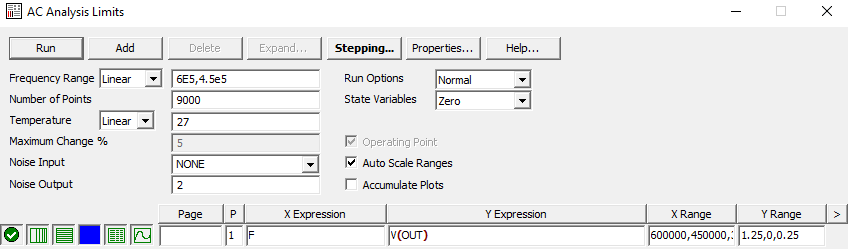 AC Analysis Limits
Run Add Delete Expand... Stepping... Properties... Help...
Frequency Range Linear 6E5,4.5e5 Run Options Normal
Number of Points 9000 State Variables Zero
Temperature Linear 27
Maximum Change % 5 Operating Point
Noise Input NONE Auto Scale Ranges
Noise Output 2 Accumulate Plots
Page P X Expression Y Expression X Range Y Range >
1 F V(OUT) 600000,450000, 1.25,0,0.25